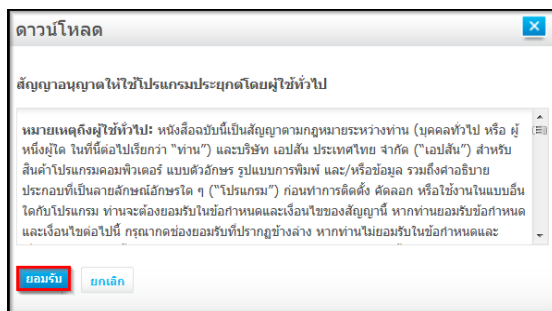 ดาวน์โหลด
สัญญาอนุญาตให้ใช้โปรแกรมประยุกต์โดยผู้ใช้ทั่วไป
หมายเหตุถึงผู้ใช้ทั่วไป: หนังสือฉบับนี้เป็นสัญญาตามกฎหมายระหว่างท่าน (บุคคลทั่วไป หรือ ผู้
หนึ่งผู้ใด ในที่นี้ต่อไปเรียกว่า "ท่าน") และบริษัท เอปสัน ประเทศไทย จำกัด ("เอปสัน") สำหรับ
สินค้าโปรแกรมคอมพิวเตอร์ แบบตัวอักษร รูปแบบการพิมพ์ และ/หรือข้อมูล รวมถึงคำอธิบาย
ประกอบที่เป็นลายลักษณ์อักษรใด ๆ ("โปรแกรม") ก่อนทำการติดตั้ง คัดลอก หรือใช้งานในแบบอื่น
ใดกับโปรแกรม ท่านจะต้องยอมรับในข้อกำหนดและเงื่อนไขของสัญญานี้ หากท่านยอมรับข้อกำหนด
และเงื่อนไขต่อไปนี้ กรุณากดช่องยอมรับที่ปรากฏข้างล่าง หากท่านไม่ยอมรับในข้อกำหนดและ
ยอมรับ
ยกเลิก